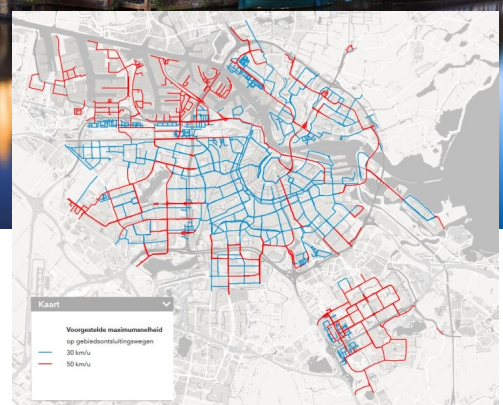 Kaart
Voorgestelde maximumsnelheid
op gebiedsontsluitingswegen
30 km/u
50 km/u